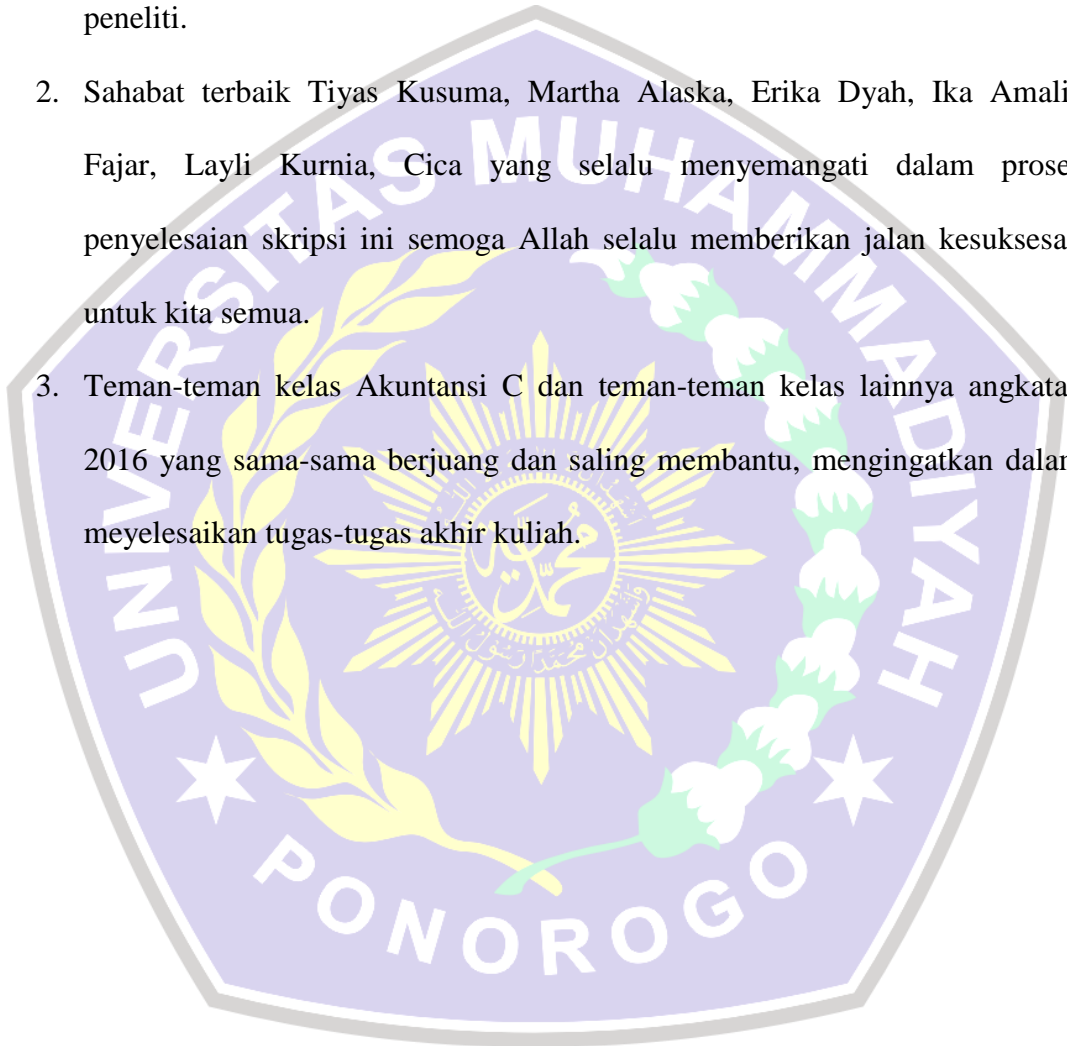 peneliti.
2. Sahabat terbaik Tiyas Kusuma, Martha Alaska, Erika Dyah, Ika Amali
Fajar, Layli Kurnia, Cica yang selalu menyemangati dalam prose
penyelesaian skripsi ini semoga Allah selalu memberikan jalan kesuksesa
untuk kita semua.
3. Teman-teman kelas Akuntansi C dan teman-teman kelas lainnya angkata
2016 yang sama-sama berjuang dan saling membantu, mengingatkan dalan
meyelesaikan tugas-tugas akhir kuliah.
UNIVERSITAS MUHAMMADIYAH
PONOROGO
محمد